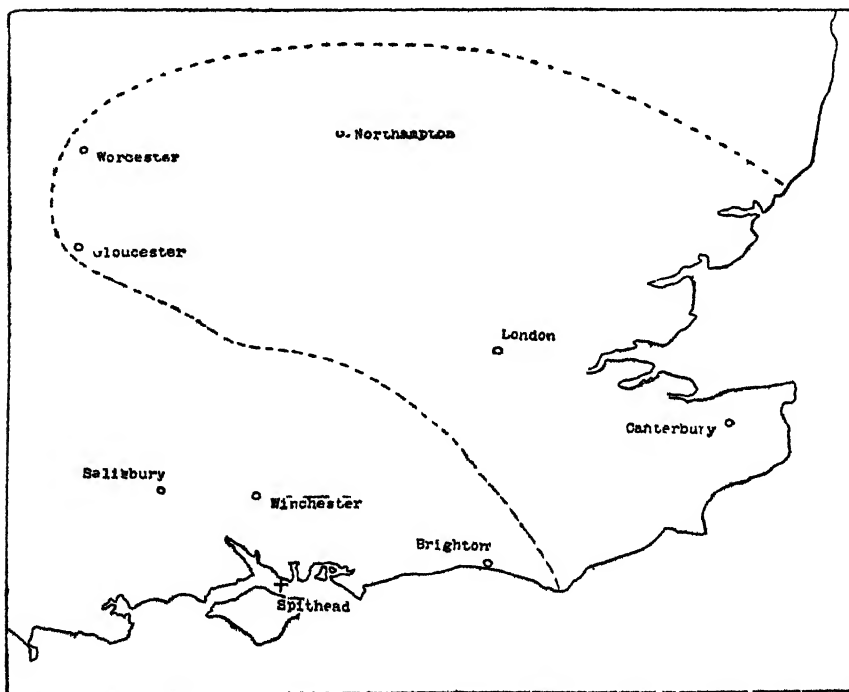 Northampton
Worcester
Gloucester
London
Canterbury
Salisbury
Winchester
Brighton
Spithead